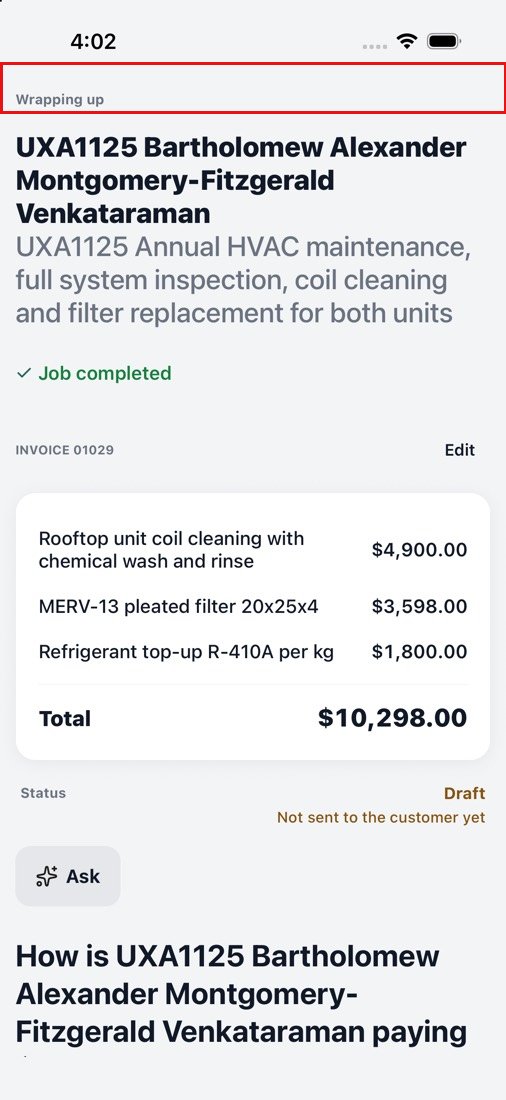 4:02
Wrapping up
UXA1125 Bartholomew Alexander
Montgomery-Fitzgerald
Venkataraman
UXA1125 Annual HVAC maintenance,
full system inspection, coil cleaning
and filter replacement for both units
✓ Job completed
INVOICE 01029
Edit
Rooftop unit coil cleaning with
chemical wash and rinse
$4,900.00
MERV-13 pleated filter 20x25x4
$3,598.00
Refrigerant top-up R-410A per kg
$1,800.00
Total
$10,298.00
Status
Draft
Not sent to the customer yet
Ask
How is UXA1125 Bartholomew
Alexander Montgomery-
Fitzgerald Venkataraman paying